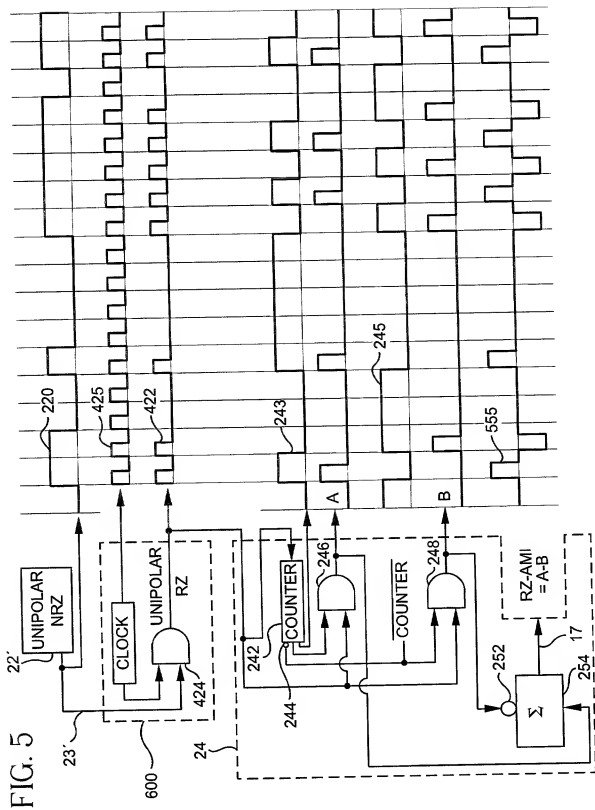 FIG. 5
22'
UNIPOLAR
NRZ
23'
600
CLOCK
424
UNIPOLAR
RZ
220
425
422
24
242
COUNTER
244
246
A
243
245
COUNTER
248
B
252
Σ
254
17
RZ-AMI
= A-B
555